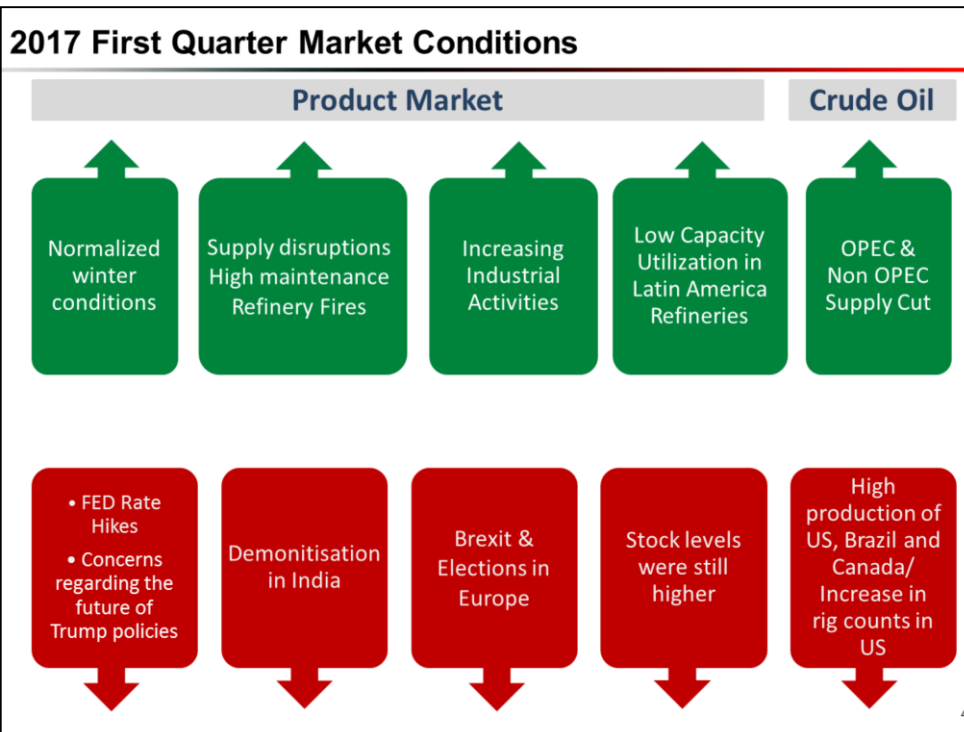 2017 First Quarter Market Conditions
Product Market
Crude Oil
Normalized
winter
conditions
Supply disruptions
High maintenance
Refinery Fires
Increasing
Industrial
Activities
Low Capacity
Utilization in
Latin America
Refineries
OPEC &
Non OPEC
Supply Cut
• FED Rate
Hikes
• Concerns
regarding the
future of
Trump policies
Demonitisation
in India
Brexit &
Elections in
Europe
Stock levels
were still
higher
High
production of
US, Brazil and
Canada/
Increase in
rig counts in
US